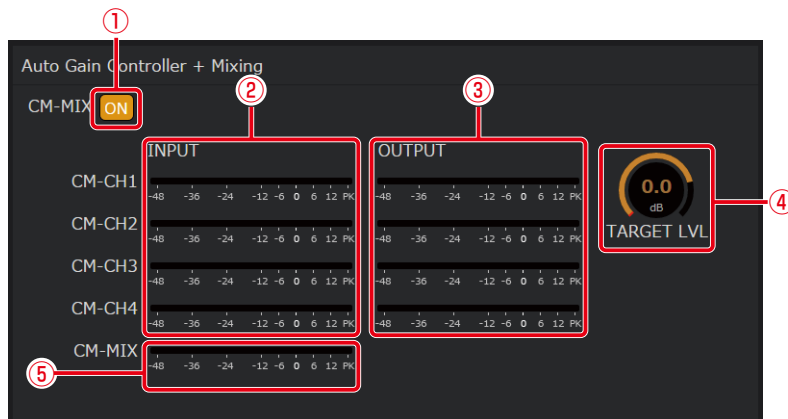 ①
Auto Gain Controller + Mixing
CM-MIX ON
② ③
INPUT OUTPUT
④
0.0
dB
TARGET LVL
CM-CH1
-48 -36 -24 -12 -6 0 6 12 PK -48 -36 -24 -12 -6 0 6 12 PK
CM-CH2
-48 -36 -24 -12 -6 0 6 12 PK -48 -36 -24 -12 -6 0 6 12 PK
CM-CH3
-48 -36 -24 -12 -6 0 6 12 PK -48 -36 -24 -12 -6 0 6 12 PK
CM-CH4
-48 -36 -24 -12 -6 0 6 12 PK -48 -36 -24 -12 -6 0 6 12 PK
CM-MIX
-48 -36 -24 -12 -6 0 6 12 PK
⑤